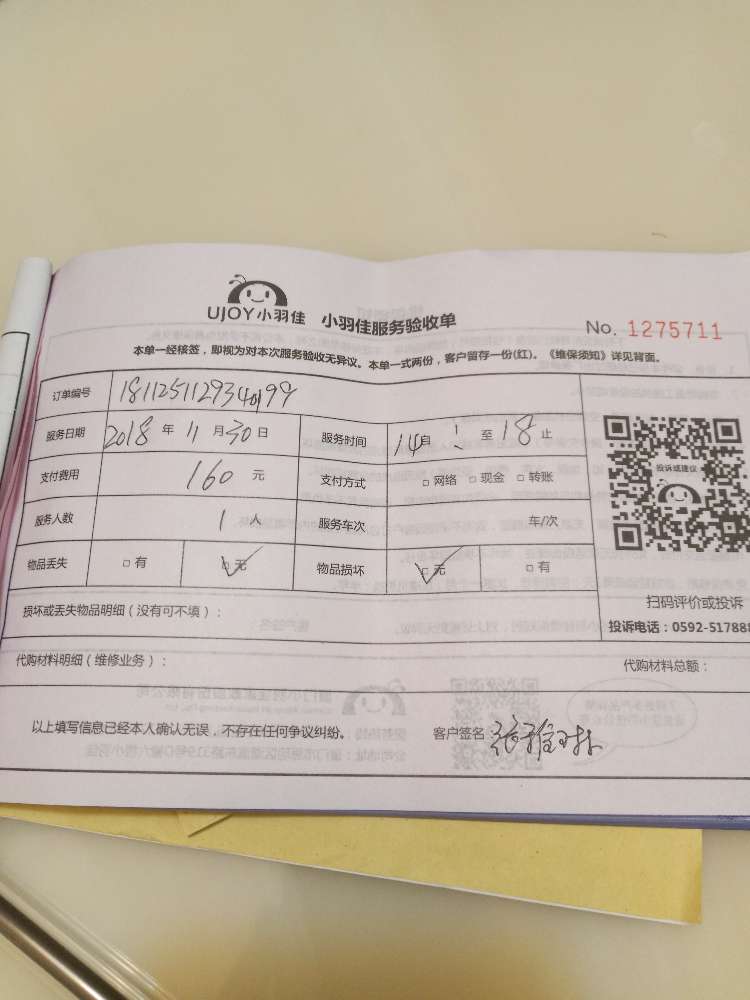 UJOY小羽佳 小羽佳服务验收单 No. 1275711
本单一经核签，即视为对本次服务验收无异议。本单一式两份，客户留存一份(红)。《维保须知》详见背面。
订单编号 18112511293440199
服务日期 2018 年 11 月 30 日 服务时间 14 自 : 至 18 止
支付费用 160 元 支付方式 □ 网络 □ 现金 □ 转账
服务人数 1 人 服务车次 车/次
物品丢失 □ 有 □ 无 物品损坏 □ 无 □ 有
投诉或建议
扫码评价或投诉
损坏或丢失物品明细（没有可不填）：
投诉电话：0592-517888
代购材料明细（维修业务）： 代购材料总额：
以上填写信息已经本人确认无误，不存在任何争议纠纷。 客户签名